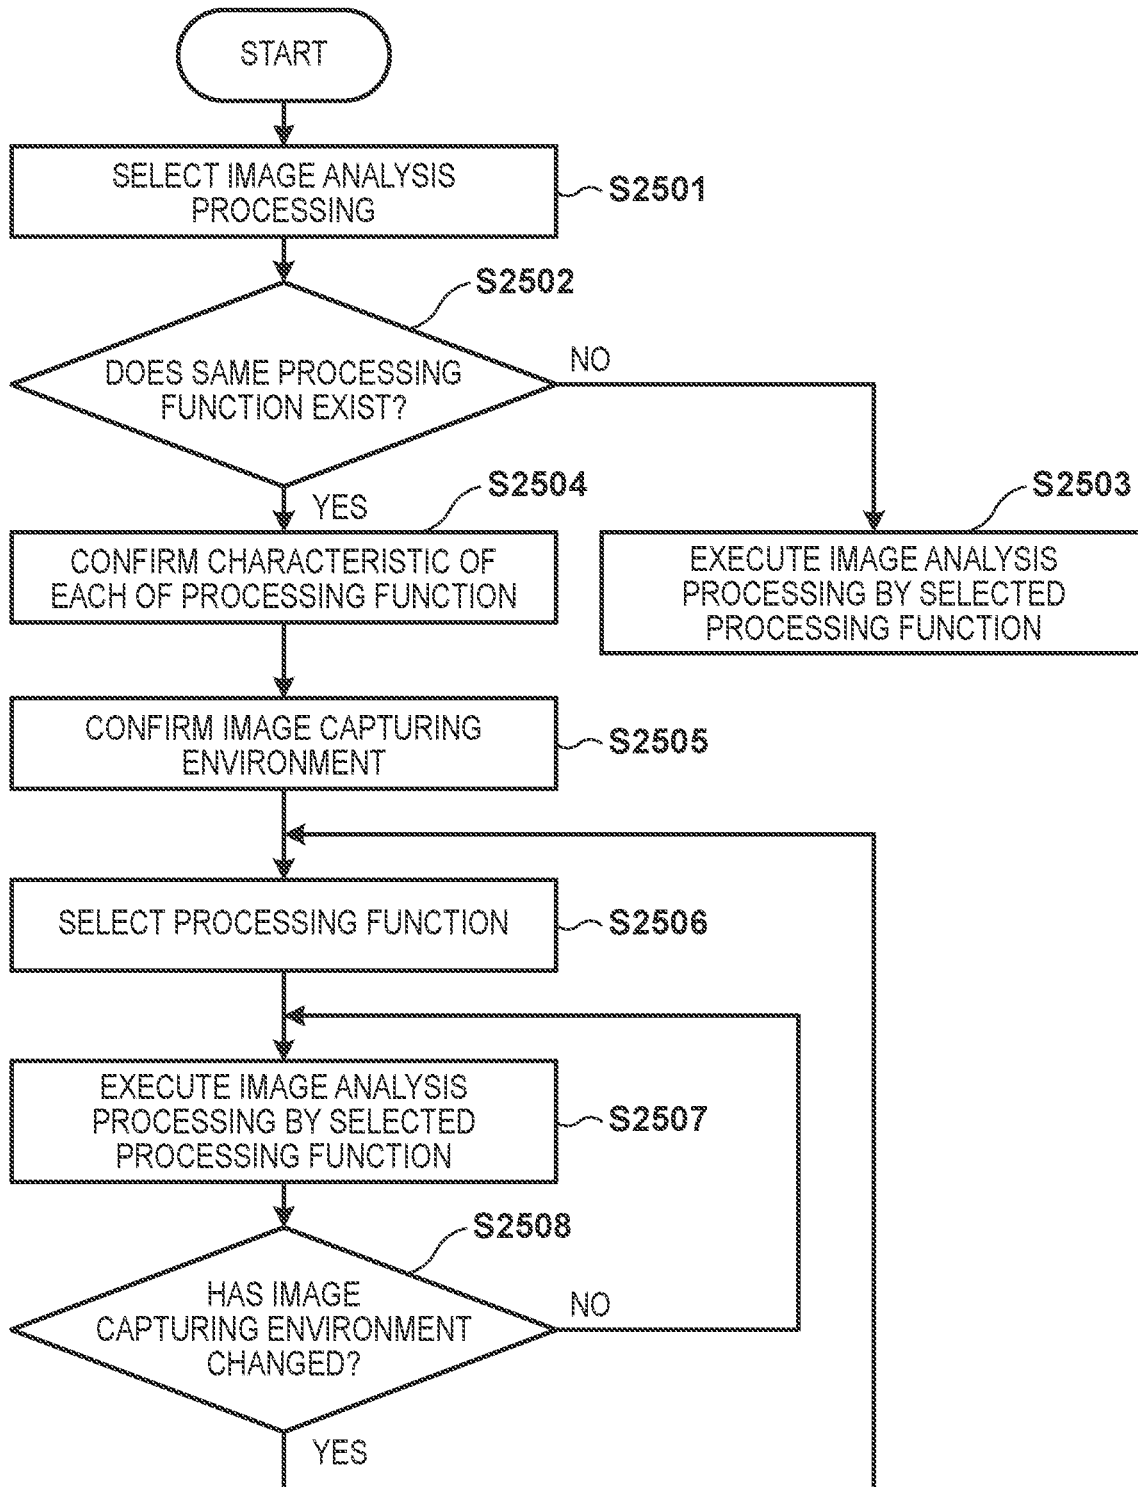 START
SELECT IMAGE ANALYSIS
PROCESSING
S2501
S2502
DOES SAME PROCESSING
FUNCTION EXIST?
NO
YES
S2504
S2503
CONFIRM CHARACTERISTIC OF
EACH OF PROCESSING FUNCTION
EXECUTE IMAGE ANALYSIS
PROCESSING BY SELECTED
PROCESSING FUNCTION
CONFIRM IMAGE CAPTURING
ENVIRONMENT
S2505
SELECT PROCESSING FUNCTION
S2506
EXECUTE IMAGE ANALYSIS
PROCESSING BY SELECTED
PROCESSING FUNCTION
S2507
S2508
HAS IMAGE
CAPTURING ENVIRONMENT
CHANGED?
NO
YES